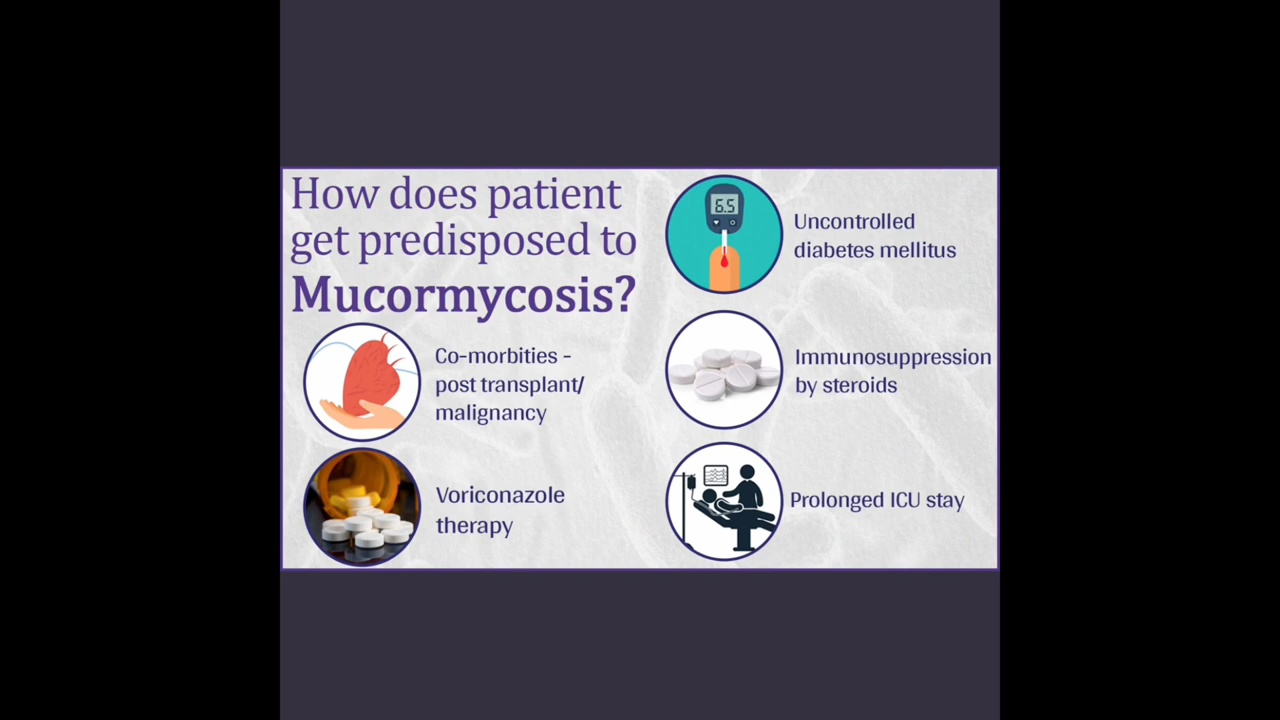 How does patient
get predisposed to
Mucormycosis?
Co-morbities -
post transplant/
malignancy
Voriconazole
therapy
6.5
Uncontrolled
diabetes mellitus
Immunosuppression
by steroids
Prolonged ICU stay